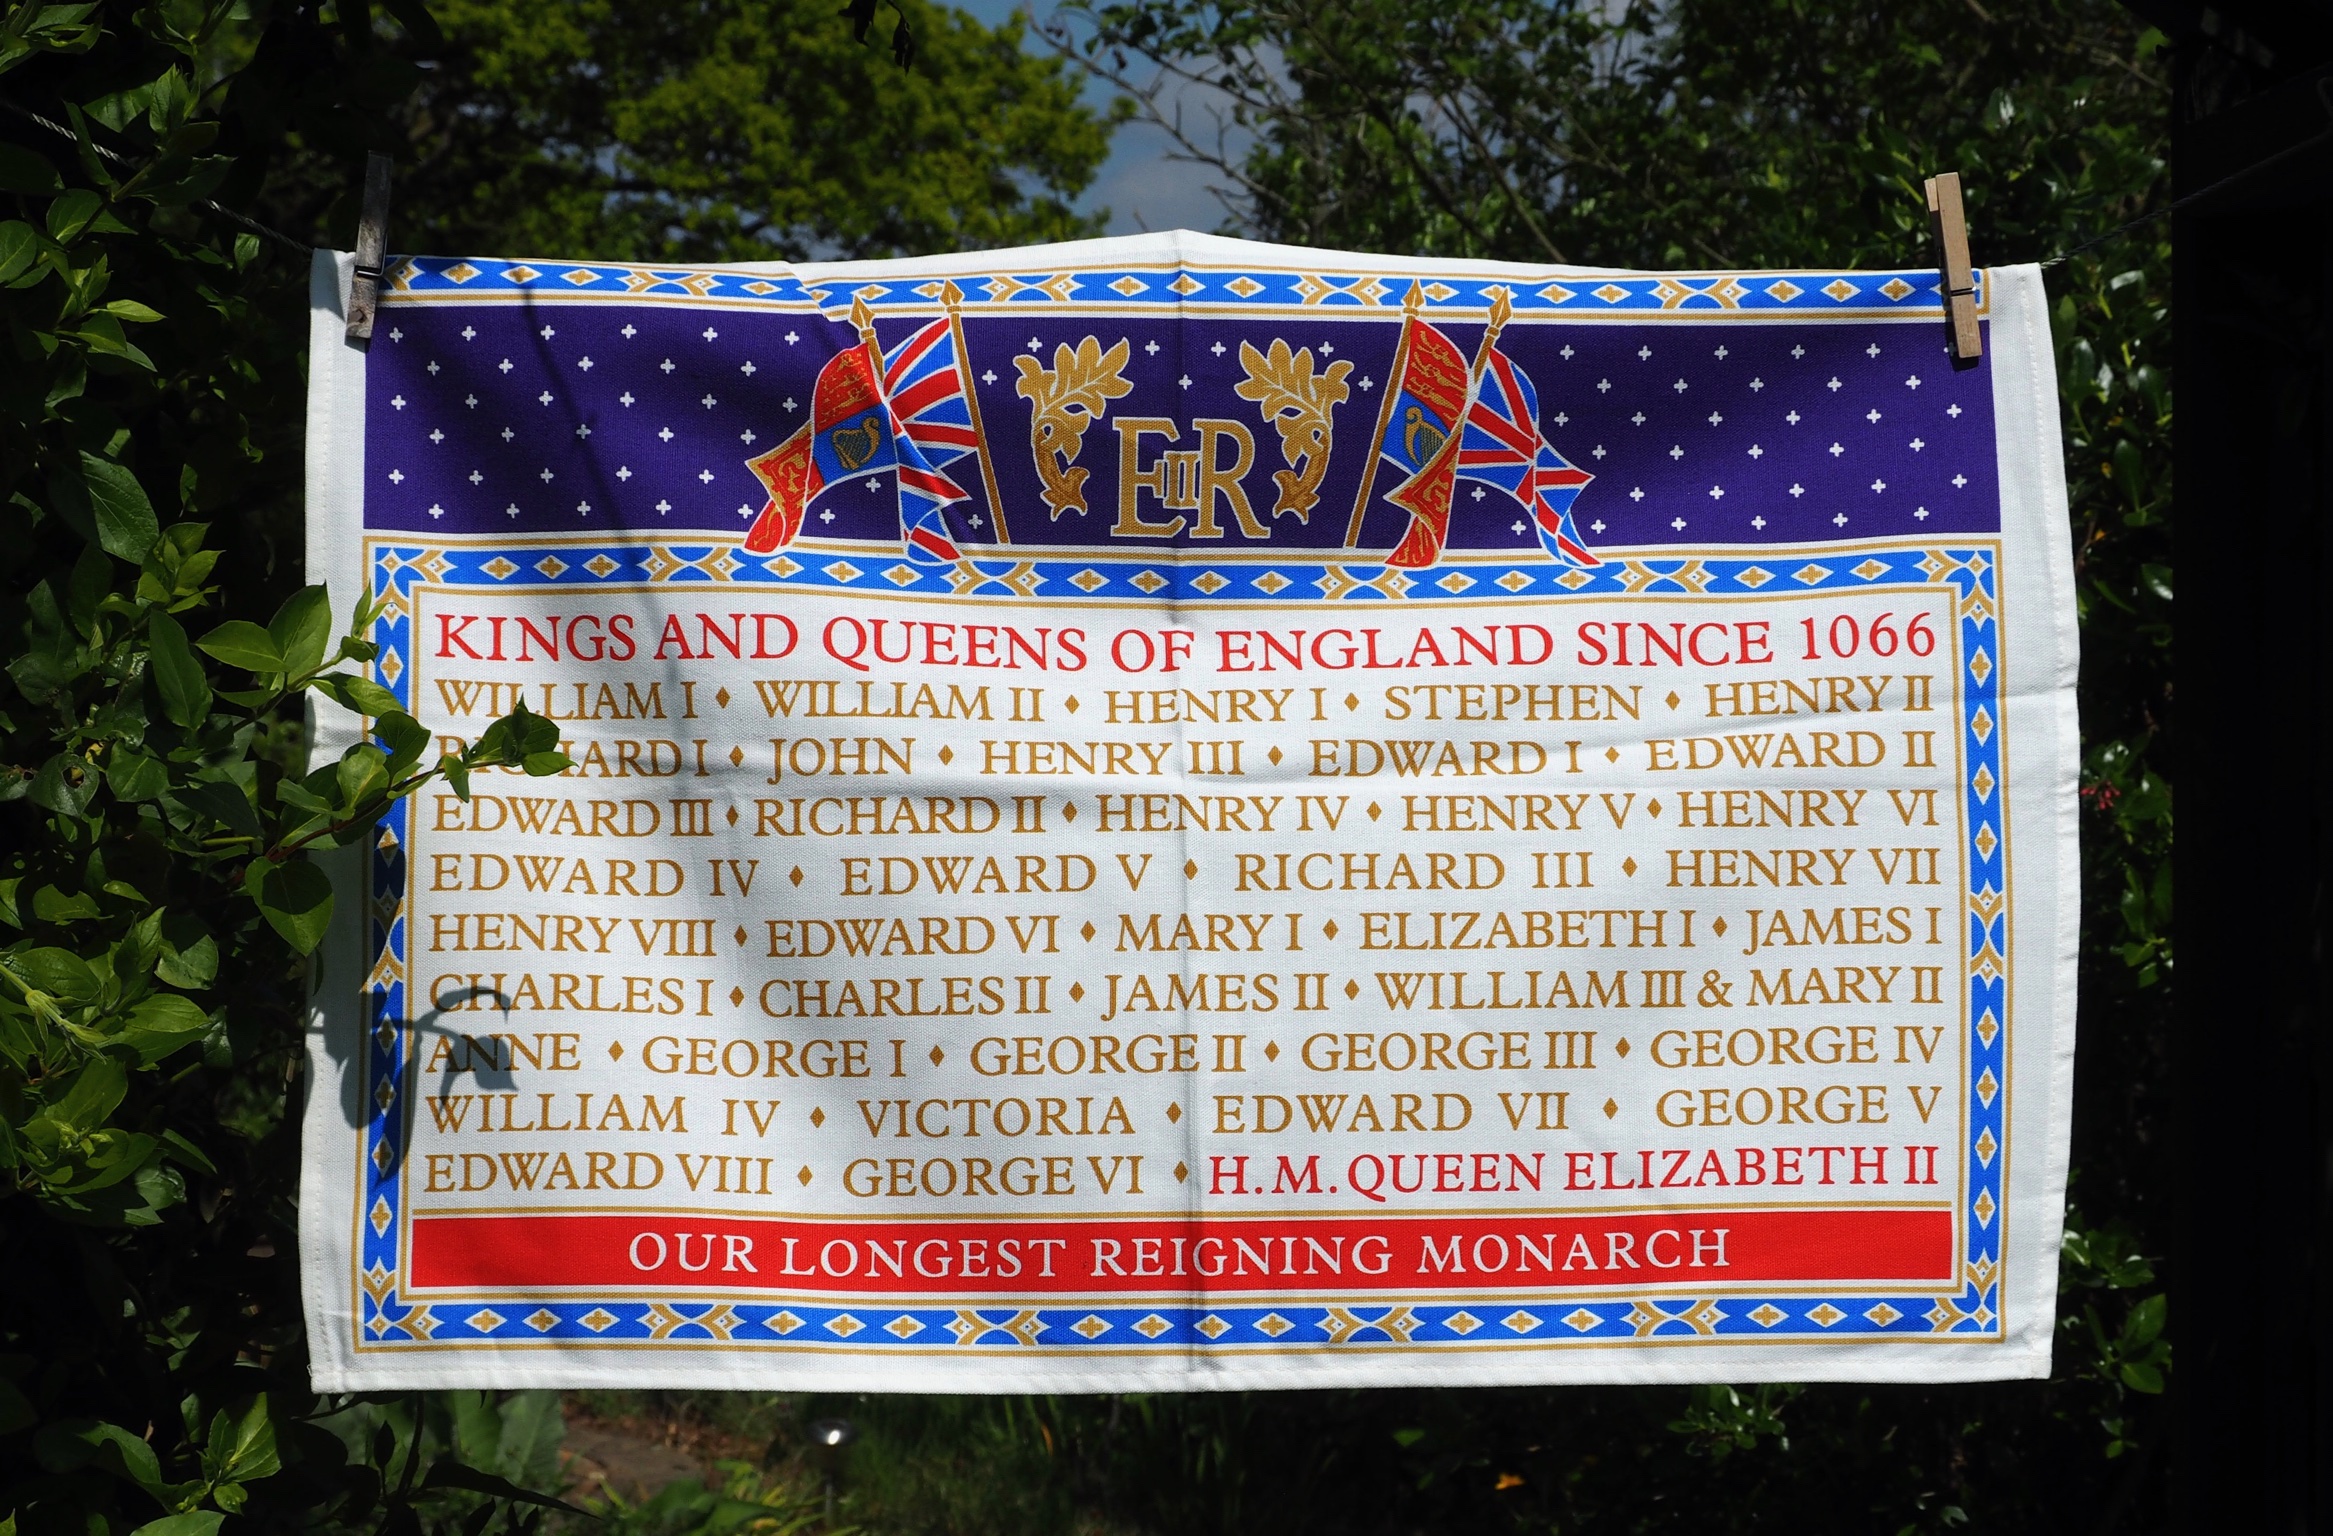 EIIR
KINGS AND QUEENS OF ENGLAND SINCE 1066
WILLIAM I ♦ WILLIAM II ♦ HENRY I ♦ STEPHEN ♦ HENRY II
RICHARD I ♦ JOHN ♦ HENRY III ♦ EDWARD I ♦ EDWARD II
EDWARD III ♦ RICHARD II ♦ HENRY IV ♦ HENRY V ♦ HENRY VI
EDWARD IV ♦ EDWARD V ♦ RICHARD III ♦ HENRY VII
HENRY VIII ♦ EDWARD VI ♦ MARY I ♦ ELIZABETH I ♦ JAMES I
CHARLES I ♦ CHARLES II ♦ JAMES II ♦ WILLIAM III & MARY II
ANNE ♦ GEORGE I ♦ GEORGE II ♦ GEORGE III ♦ GEORGE IV
WILLIAM IV ♦ VICTORIA ♦ EDWARD VII ♦ GEORGE V
EDWARD VIII ♦ GEORGE VI ♦ H.M. QUEEN ELIZABETH II
OUR LONGEST REIGNING MONARCH